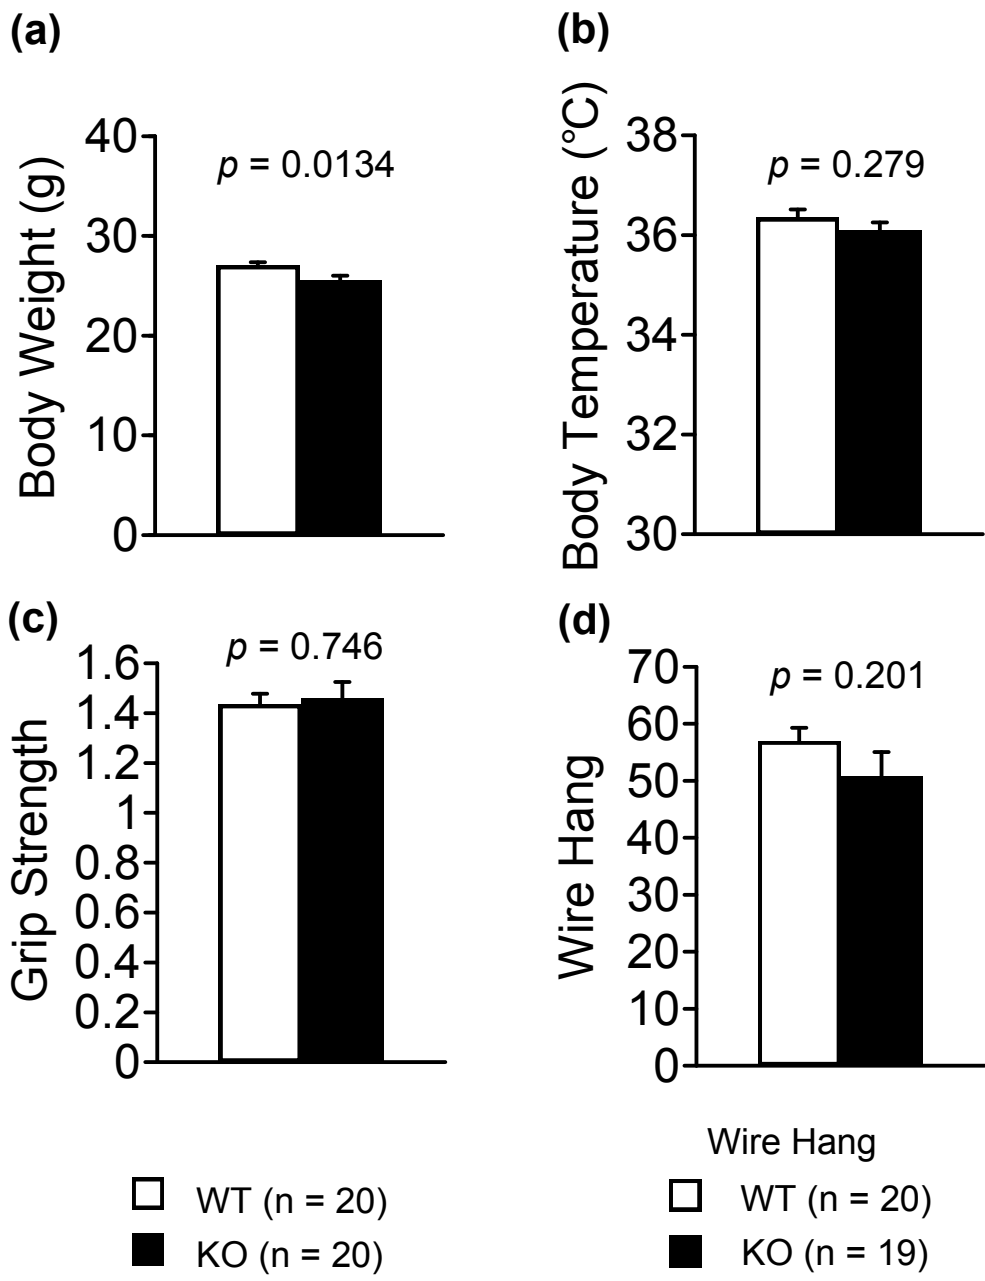 (a)
Body Weight (g)
40
30
20
10
0
p = 0.0134
(b)
Body Temperature (°C)
38
36
34
32
30
p = 0.279
(c)
Grip Strength
1.6
1.4
1.2
1
0.8
0.6
0.4
0.2
0
p = 0.746
(d)
Wire Hang
70
60
50
40
30
20
10
0
p = 0.201
WT (n = 20)
KO (n = 20)
Wire Hang
WT (n = 20)
KO (n = 19)